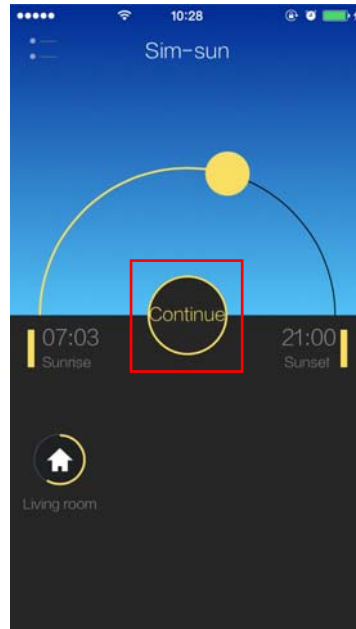 10:28
Sim-sun
Continue
07:03
21:00
Sunrise
Sunset
Living room